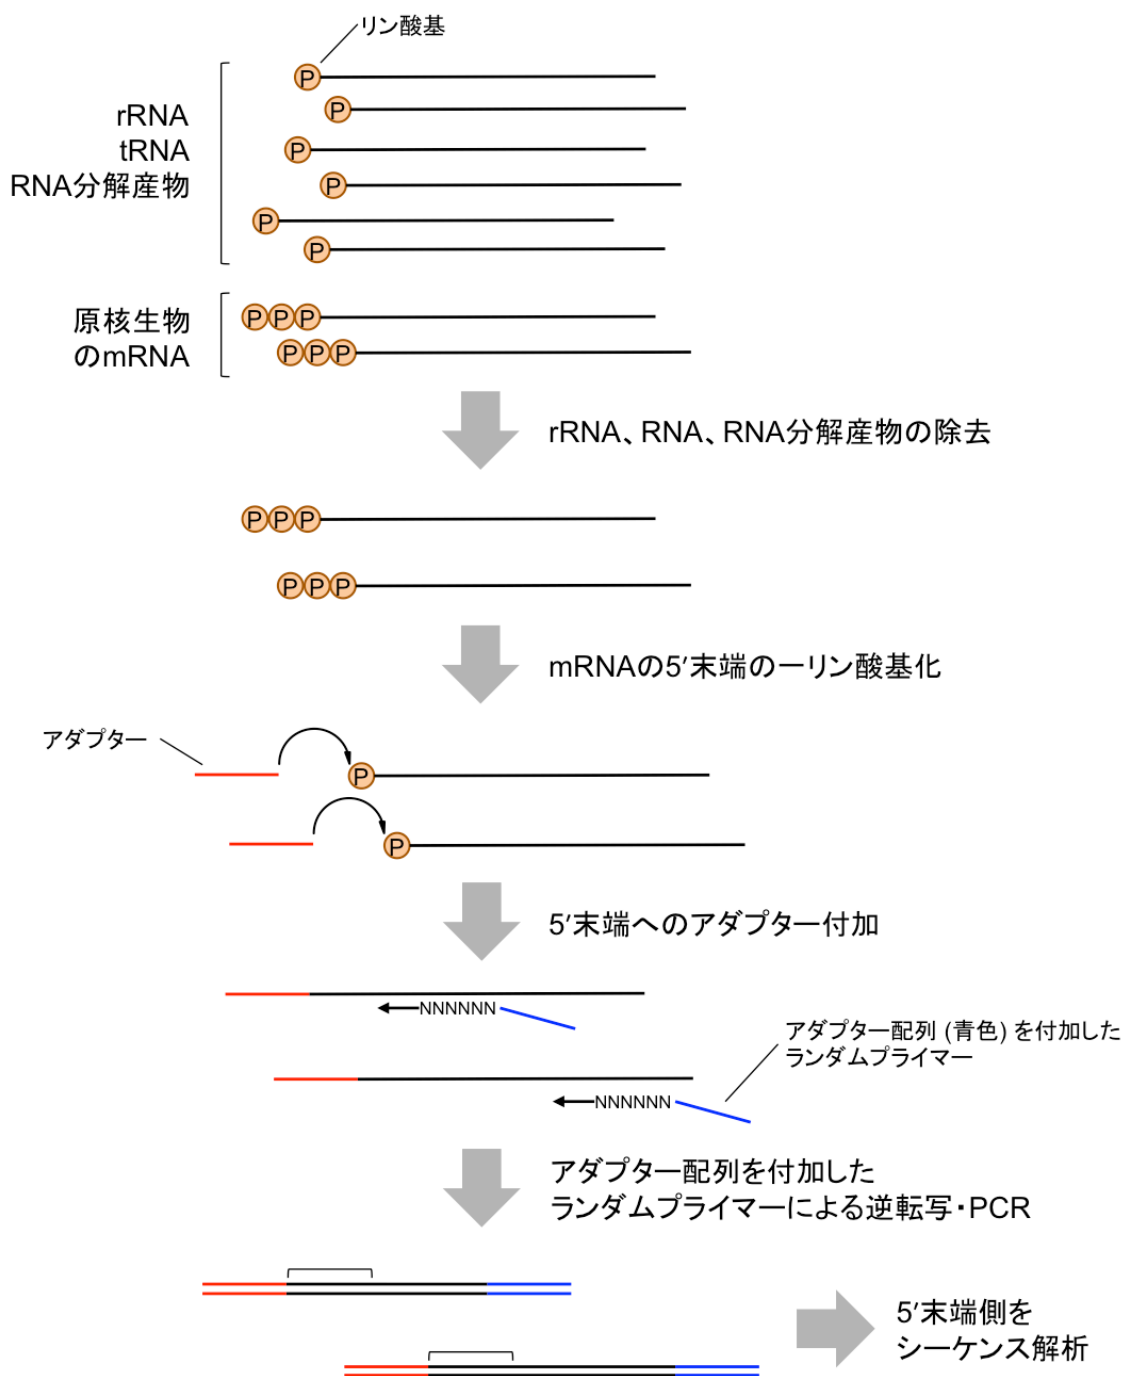 リン酸基
P
P
P
P
P
P
rRNA
tRNA
RNA分解産物
PPP
PPP
原核生物
のmRNA
rRNA、RNA、RNA分解産物の除去
PPP
PPP
mRNAの5′末端の一リン酸基化
アダプター
P
P
5′末端へのアダプター付加
NNNNNN
アダプター配列 (青色) を付加した
ランダムプライマー
NNNNNN
アダプター配列を付加した
ランダムプライマーによる逆転写・PCR
5′末端側を
シーケンス解析